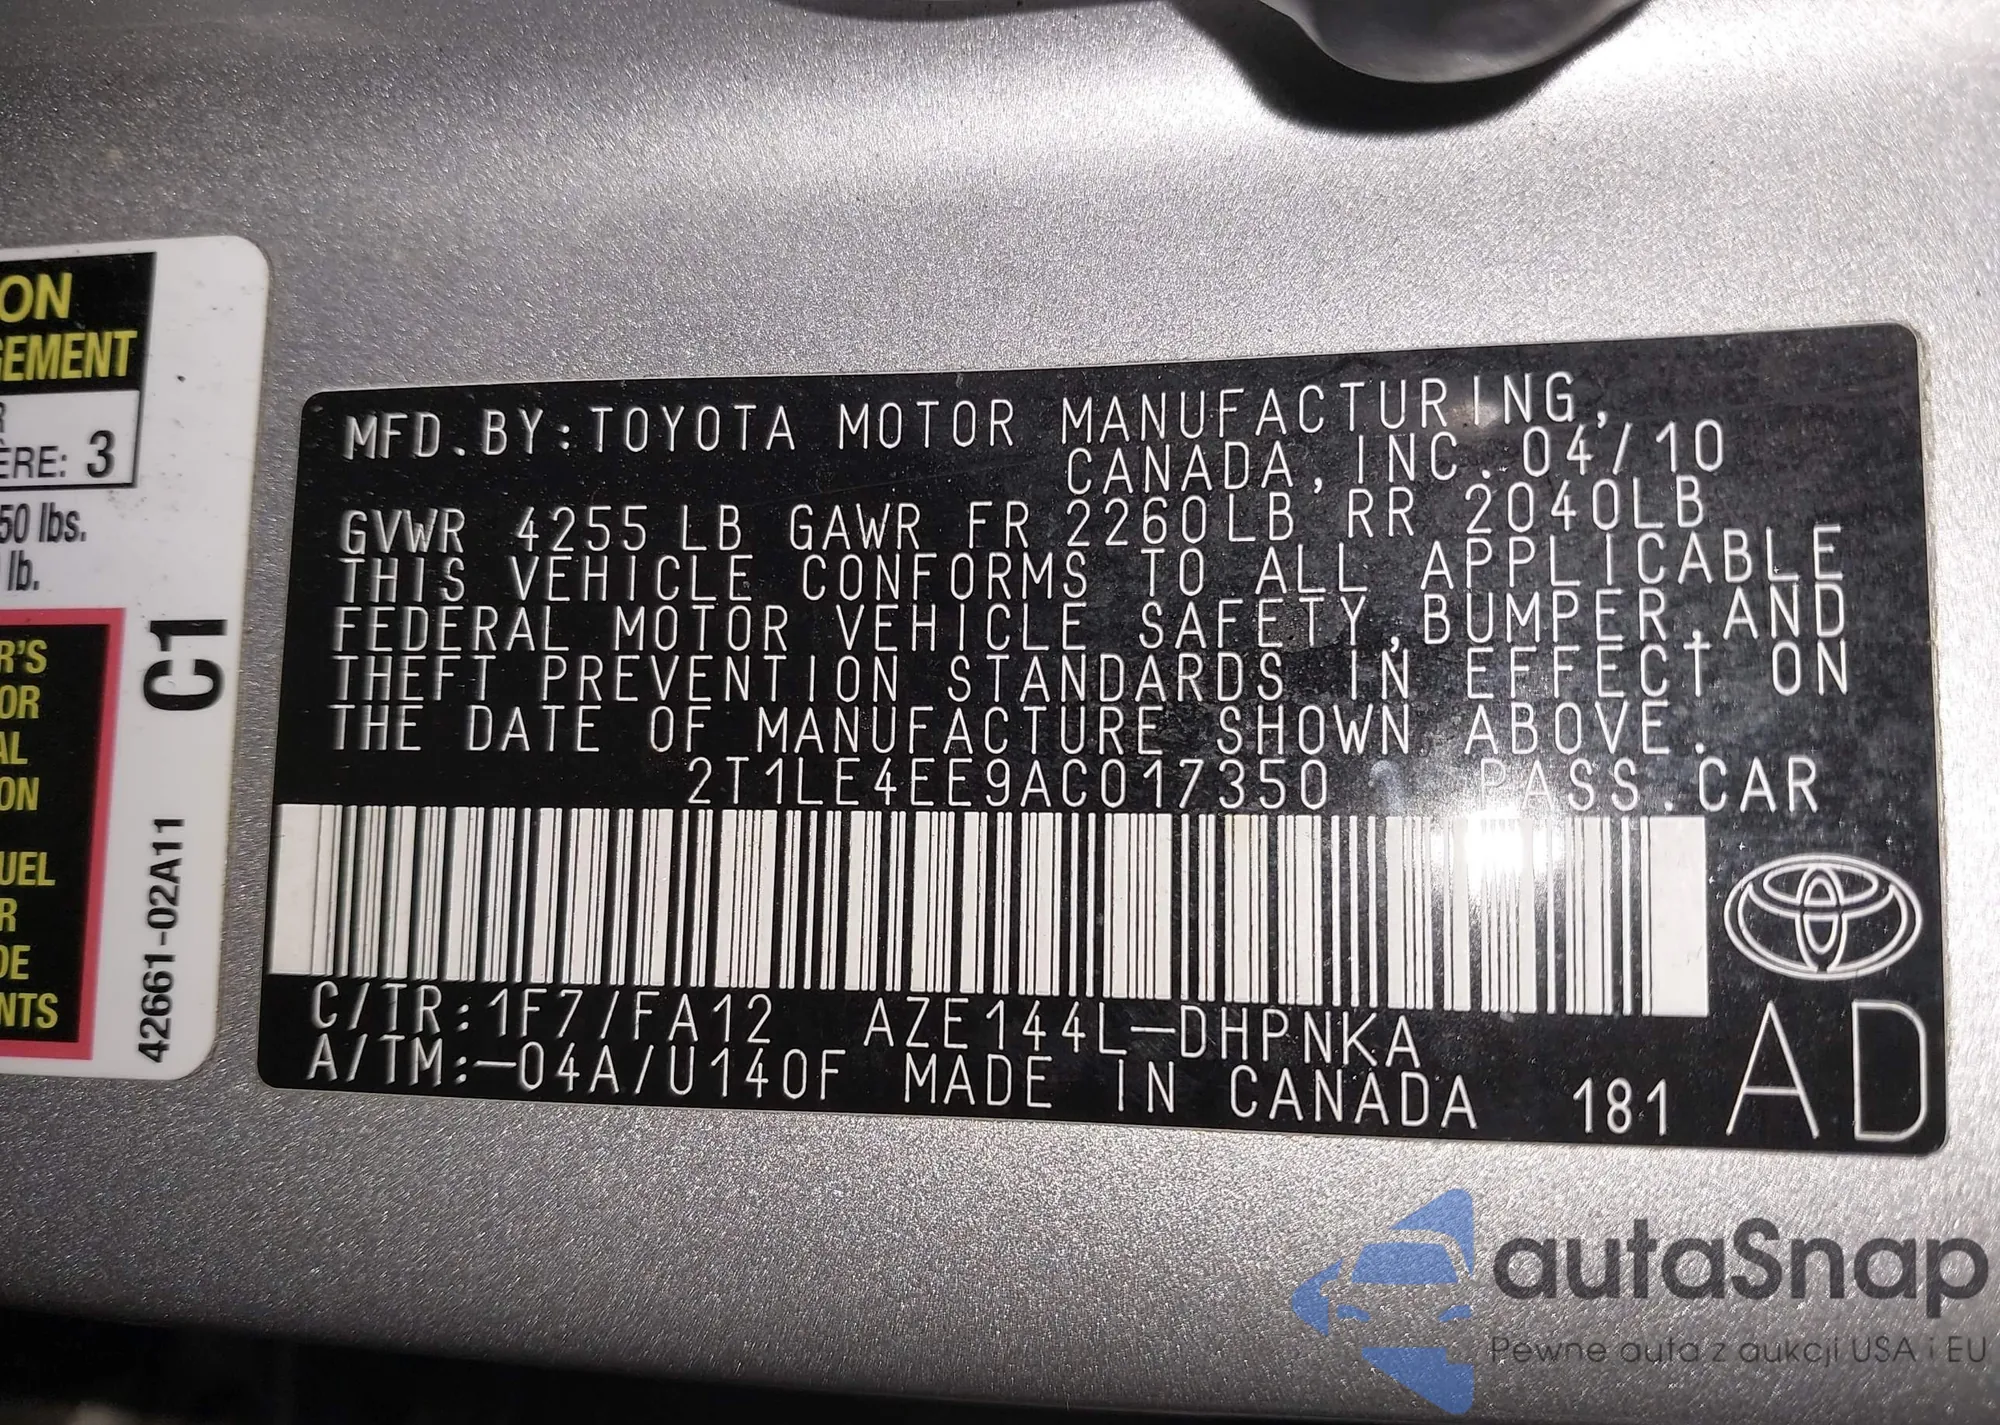 ON
GEMENT
R
ÈRE: 3
50 lbs.
lb.
R'S
OR
AL
ON
UEL
R
DE
NTS
C1
42661-02A11
MFD.BY:TOYOTA MOTOR MANUFACTURING,
CANADA, INC. 04/10
GVWR 4255 LB GAWR FR 2260LB RR 2040LB
THIS VEHICLE CONFORMS TO ALL APPLICABLE
FEDERAL MOTOR VEHICLE SAFETY,BUMPER,AND
THEFT PREVENTION STANDARDS IN EFFECT ON
THE DATE OF MANUFACTURE SHOWN ABOVE.
2T1LE4EE9AC017350 PASS.CAR
C/TR:1F7/FA12 AZE144L-DHPNKA
A/TM:-04A/U140F MADE IN CANADA 181 AD
autaSnap
Pewne auta z aukcji USA i EU